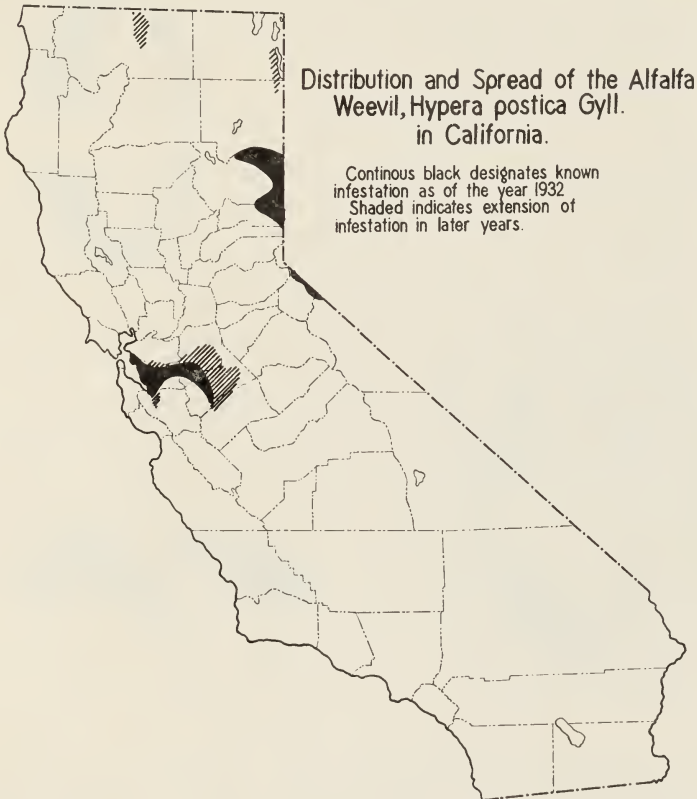 Distribution and Spread of the Alfalfa
Weevil, Hypera postica Gyll.
in California.
Continous black designates known
infestation as of the year 1932
Shaded indicates extension of
infestation in later years.